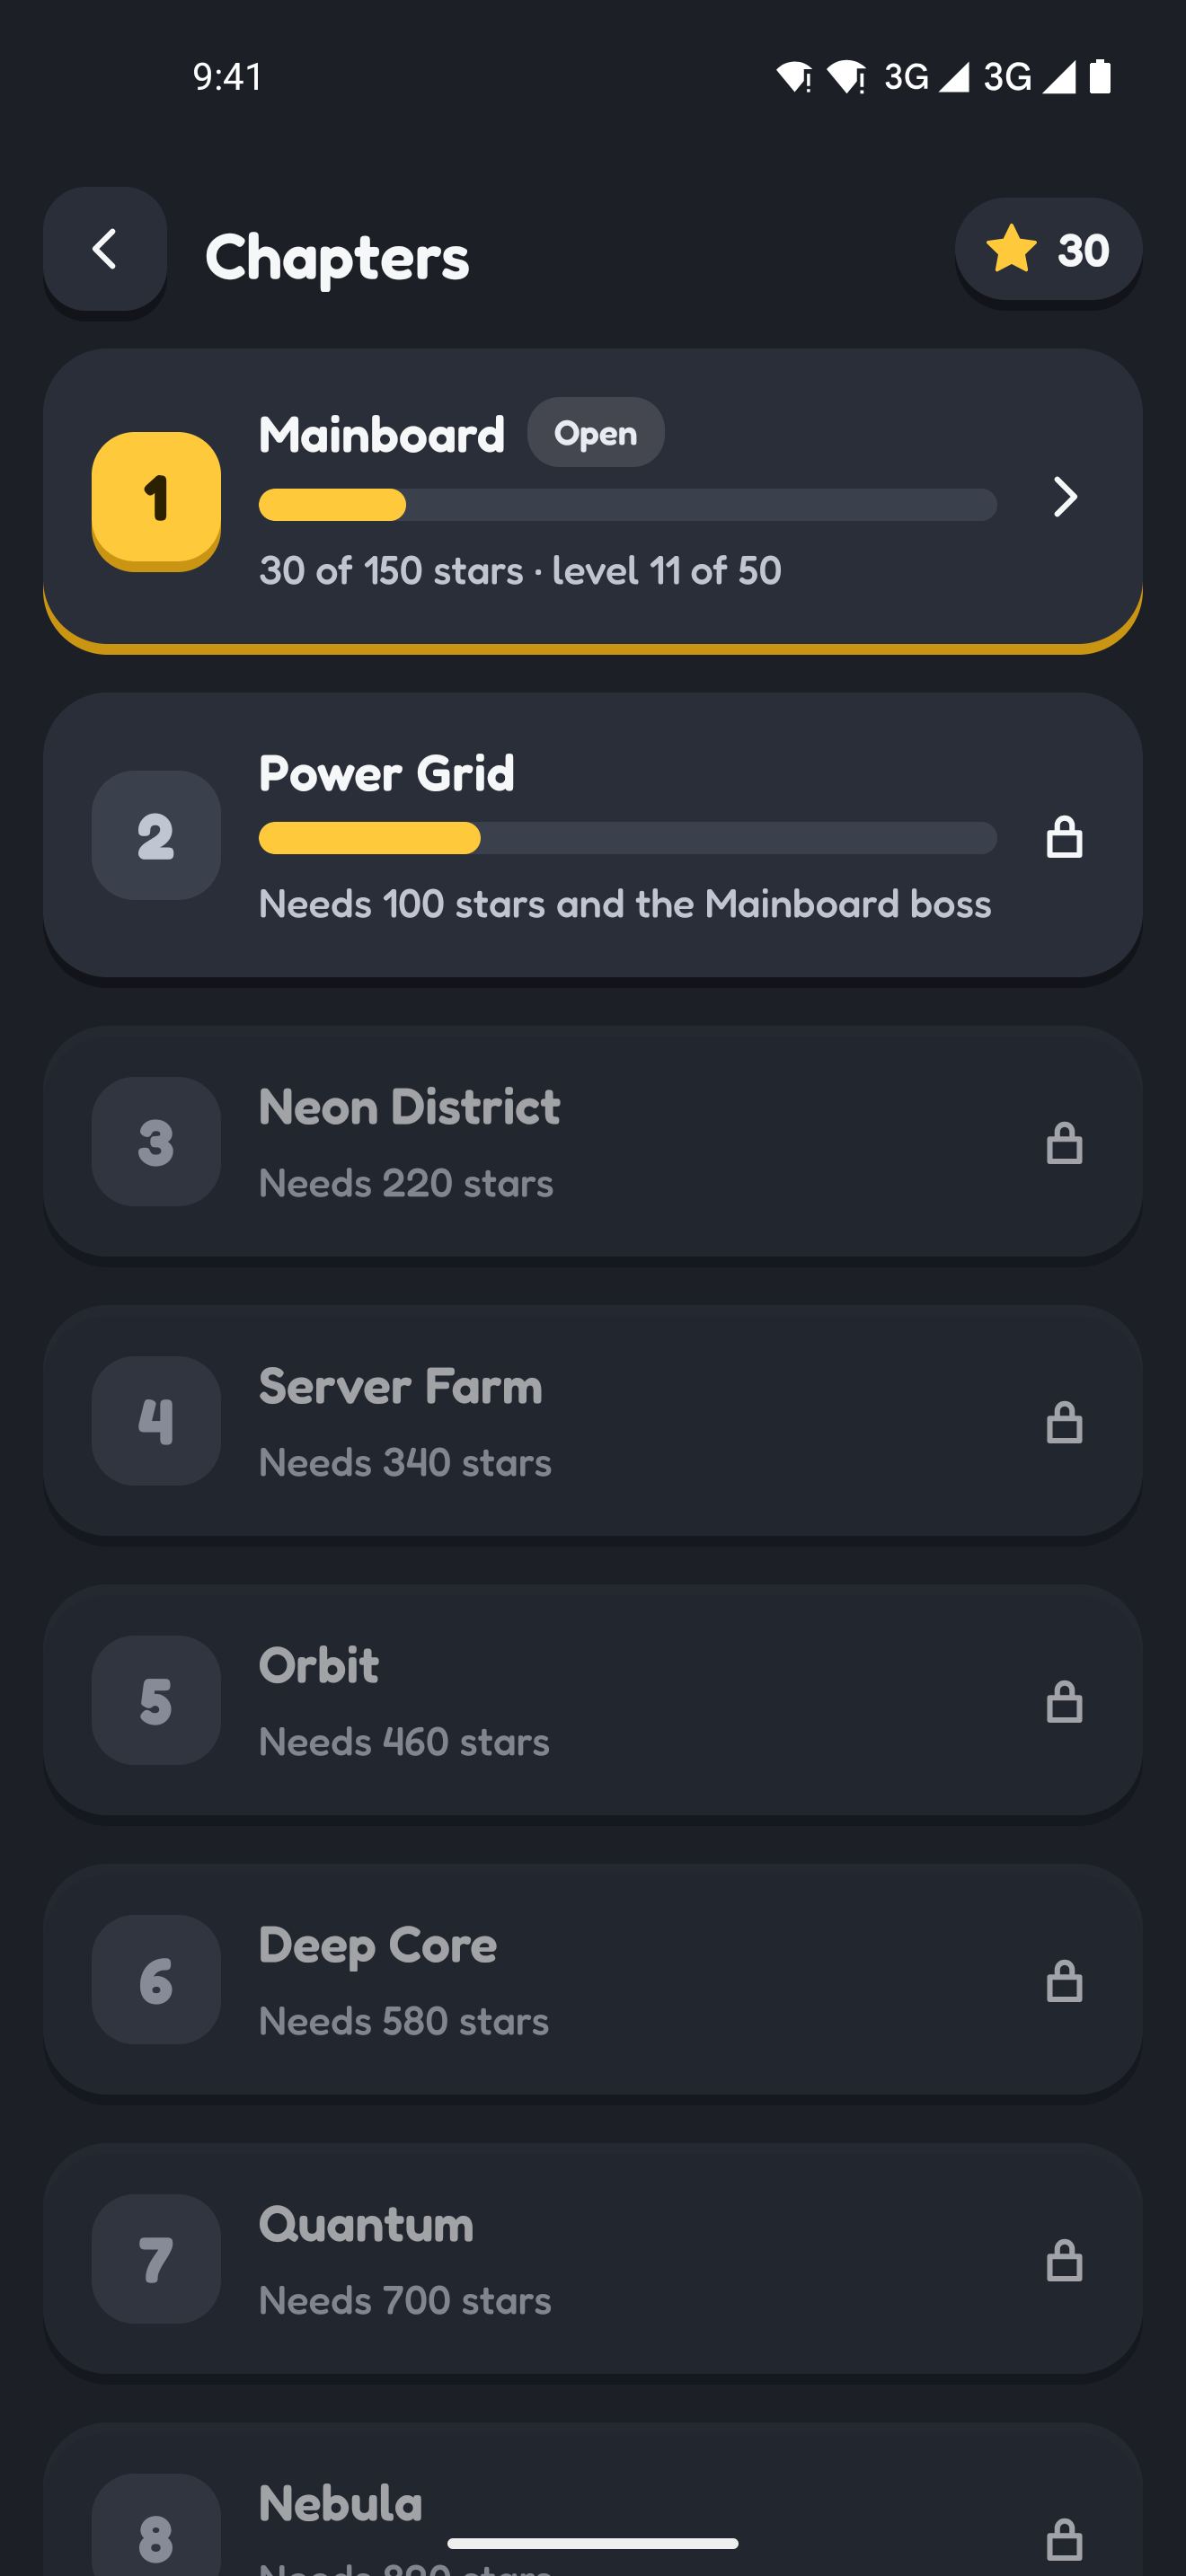 9:41
3G 3G
Chapters
30
1
Mainboard Open
30 of 150 stars · level 11 of 50
2
Power Grid
Needs 100 stars and the Mainboard boss
3
Neon District
Needs 220 stars
4
Server Farm
Needs 340 stars
5
Orbit
Needs 460 stars
6
Deep Core
Needs 580 stars
7
Quantum
Needs 700 stars
8
Nebula